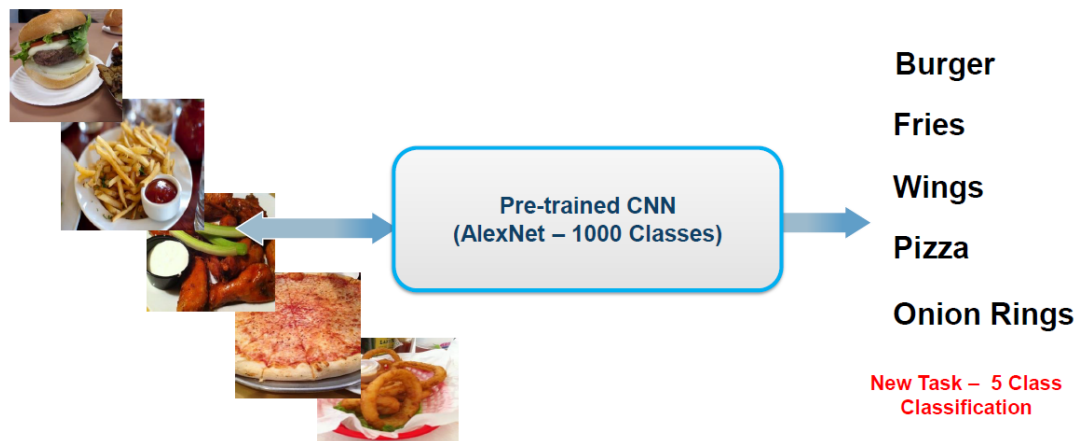 Pre-trained CNN
(AlexNet – 1000 Classes)
Burger
Fries
Wings
Pizza
Onion Rings
New Task – 5 Class
Classification